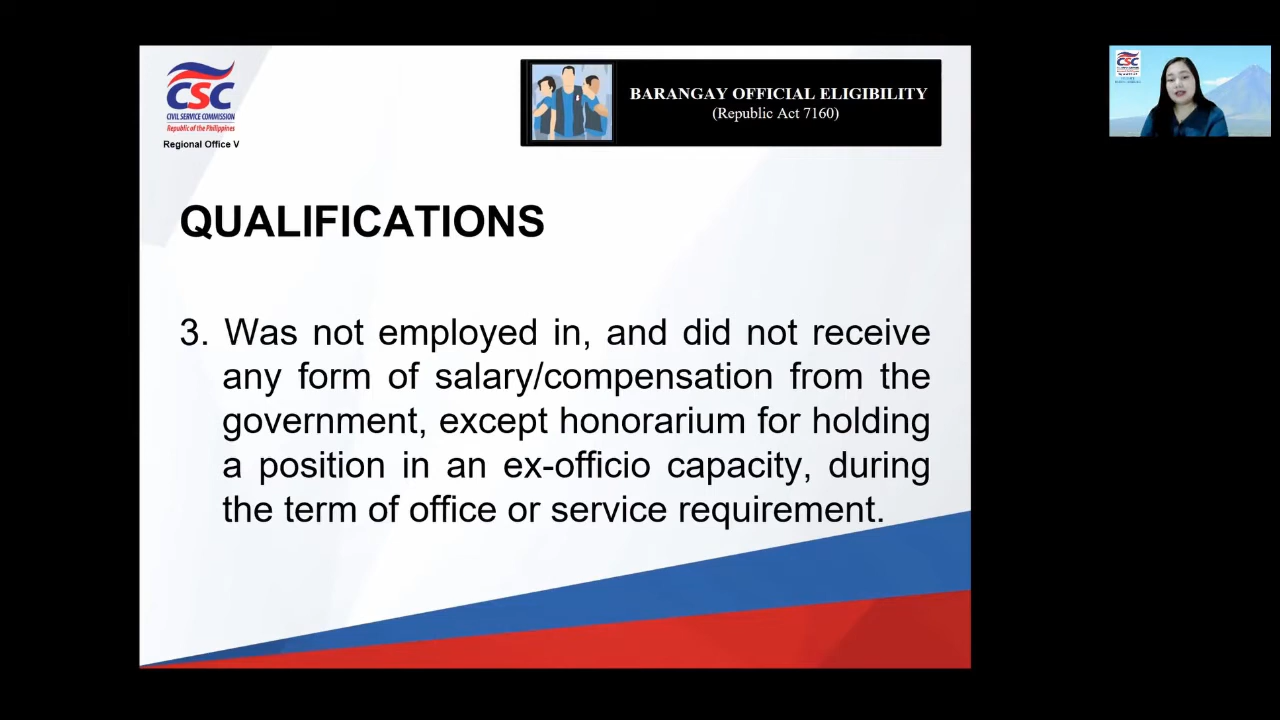 CSC
CIVIL SERVICE COMMISSION
Republic of the Philippines
Regional Office V
BARANGAY OFFICIAL ELIGIBILITY
(Republic Act 7160)
QUALIFICATIONS
3. Was not employed in, and did not receive
any form of salary/compensation from the
government, except honorarium for holding
a position in an ex-officio capacity, during
the term of office or service requirement.
CSC